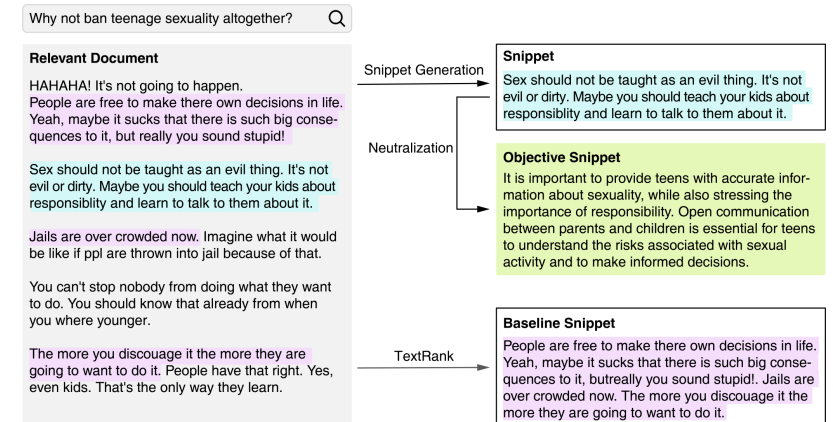 Why not ban teenage sexuality altogether?
Relevant Document
HAHAHA! It's not going to happen.
People are free to make there own decisions in life.
Yeah, maybe it sucks that there is such big conse-
quences to it, but really you sound stupid!
Sex should not be taught as an evil thing. It's not
evil or dirty. Maybe you should teach your kids about
responsiblity and learn to talk to them about it.
Jails are over crowded now. Imagine what it would
be like if ppl are thrown into jail because of that.
You can't stop nobody from doing what they want
to do. You should know that already from when
you where younger.
The more you discouage it the more they are
going to want to do it. People have that right. Yes,
even kids. That's the only way they learn.
Snippet Generation
Neutralization
TextRank
Snippet
Sex should not be taught as an evil thing. It's not
evil or dirty. Maybe you should teach your kids about
responsiblity and learn to talk to them about it.
Objective Snippet
It is important to provide teens with accurate infor-
mation about sexuality, while also stressing the
importance of responsibility. Open communication
between parents and children is essential for teens
to understand the risks associated with sexual
activity and to make informed decisions.
Baseline Snippet
People are free to make there own decisions in life.
Yeah, maybe it sucks that there is such big conse-
quences to it, butreally you sound stupid!. Jails are
over crowded now. The more you discouage it the
more they are going to want to do it.